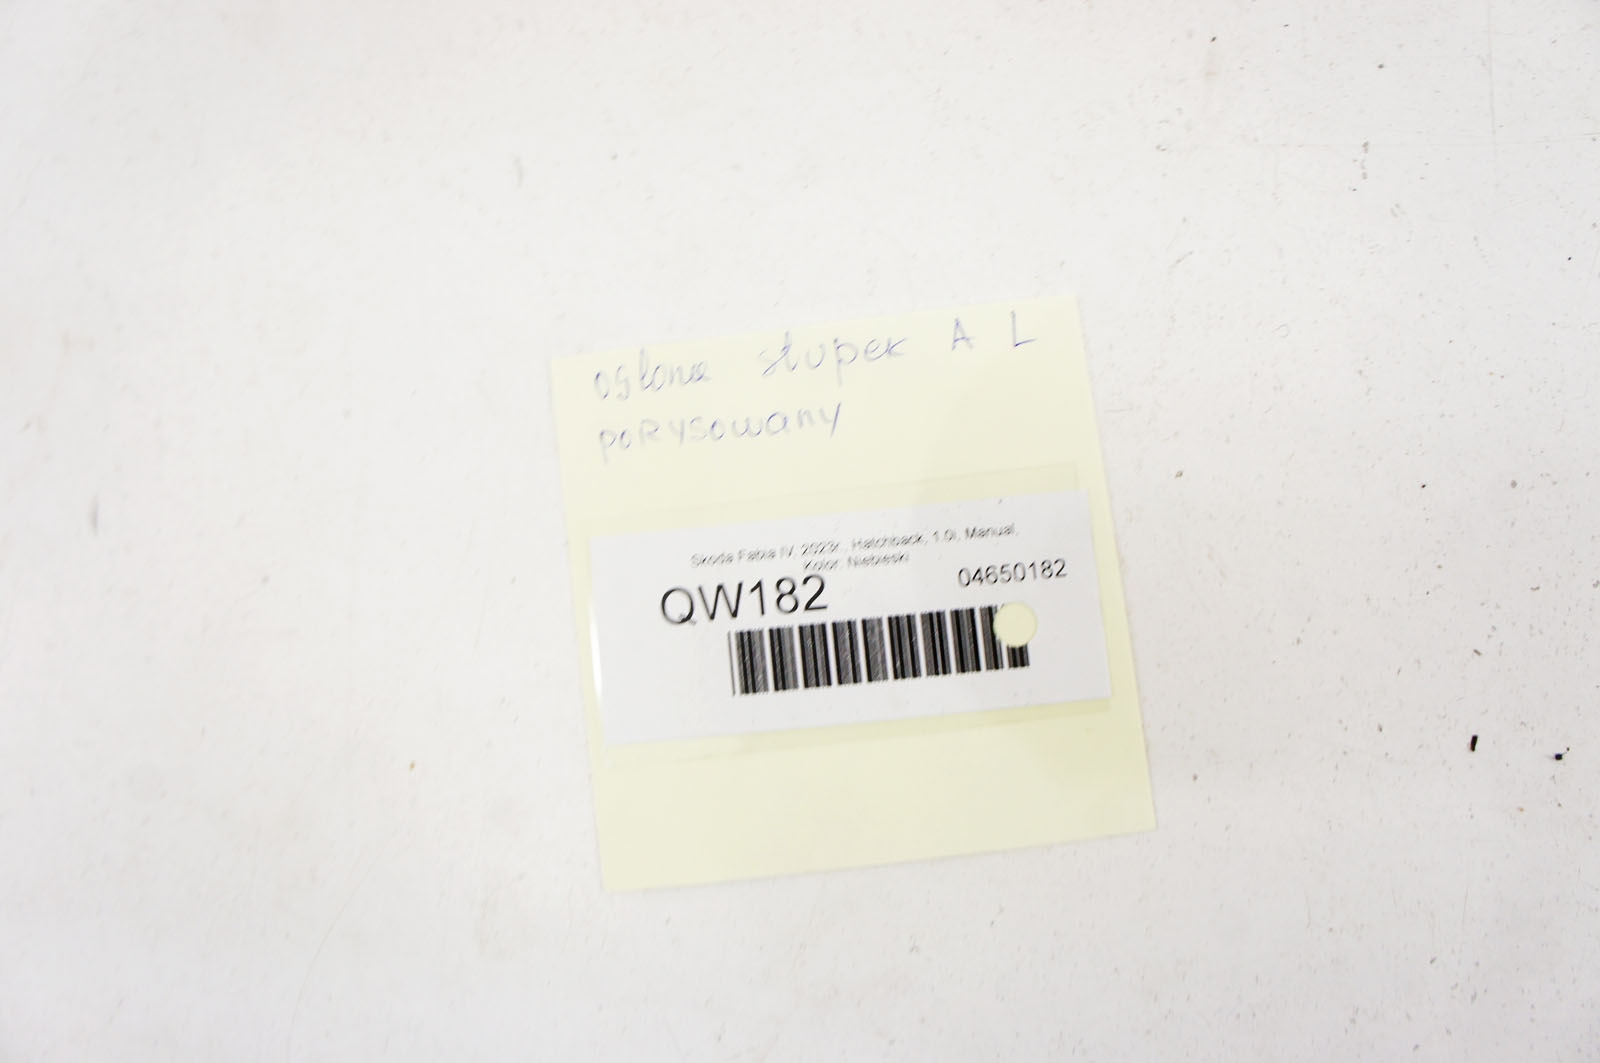 osłona słupek A L
porysowany
Skoda Fabia IV, 2023r., Hatchback, 1.0i, Manual,
Kolor: Niebieski
QW182
04650182